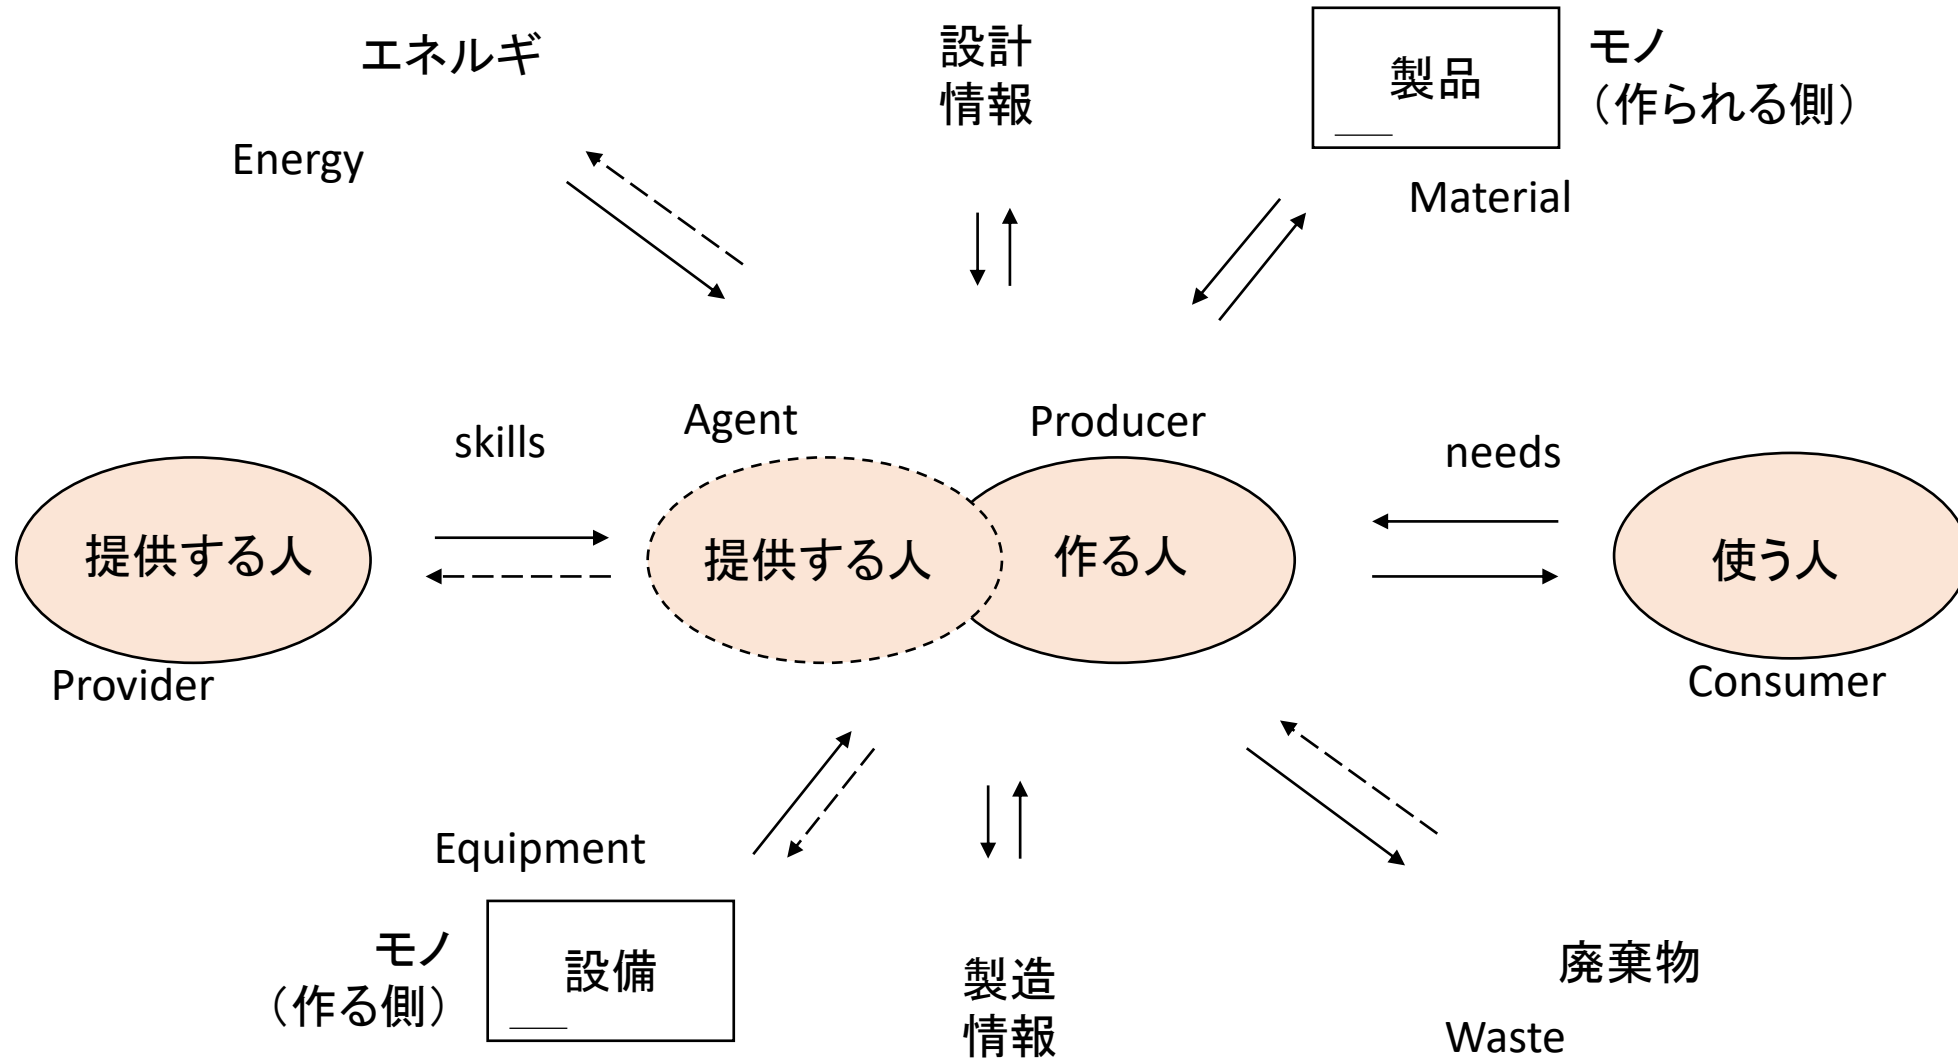 エネルギ
Energy
設計
情報
製品
モノ
（作られる側）
Material
skills
Agent
Producer
needs
提供する人
Provider
提供する人
作る人
使う人
Consumer
Equipment
モノ
（作る側）
設備
製造
情報
廃棄物
Waste